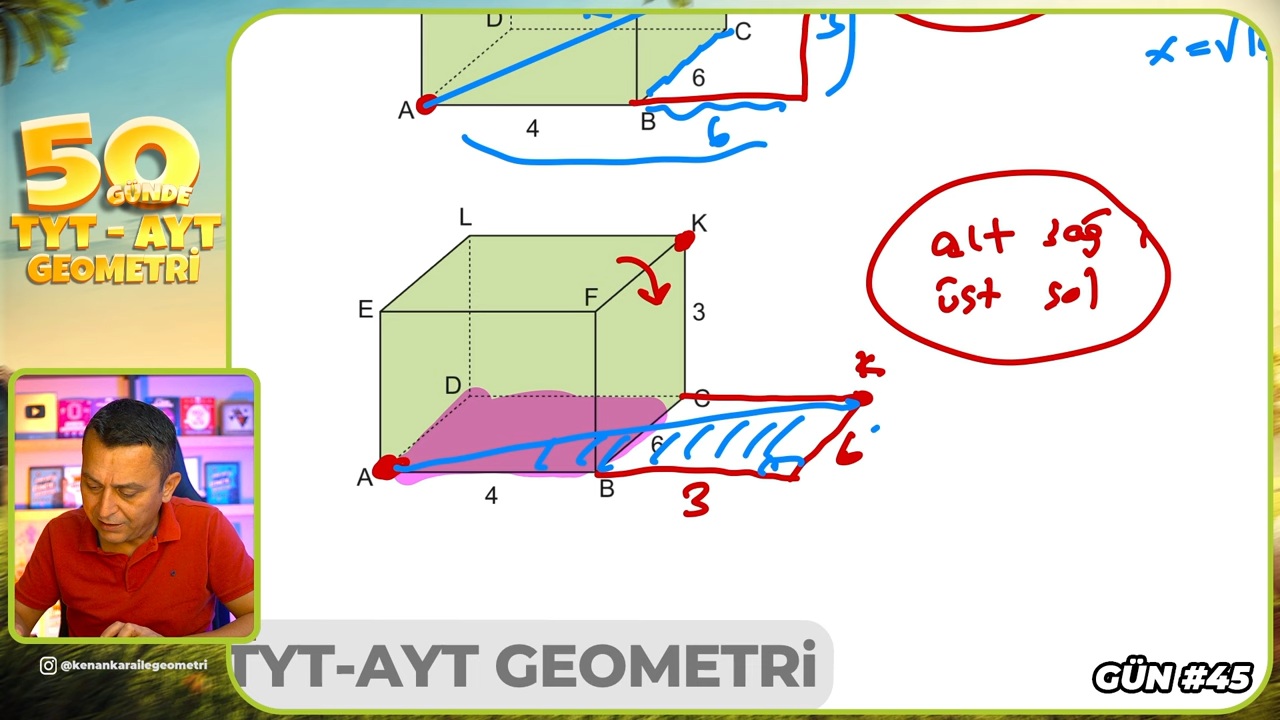 D
C
6
A
4
B
6
x = √1
50
GÜNDE
TYT - AYT
GEOMETRİ
L
K
E
F
3
alt sağ
üst sol
D
C
K
6
6
A
4
B
3
@kenankarailegeometri
TYT-AYT GEOMETRİ
GÜN #45